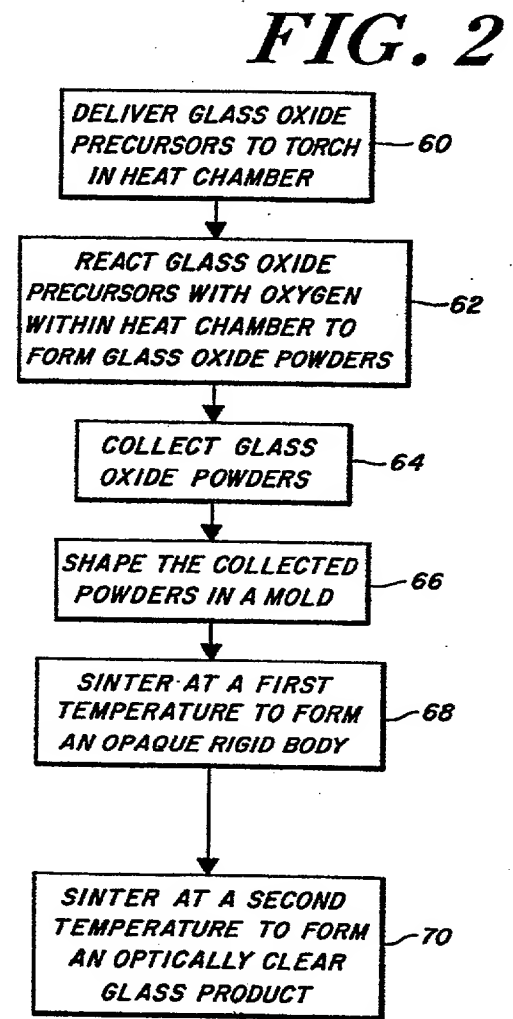 FIG. 2
DELIVER GLASS OXIDE
PRECURSORS TO TORCH
IN HEAT CHAMBER
60
REACT GLASS OXIDE
PRECURSORS WITH OXYGEN
WITHIN HEAT CHAMBER TO
FORM GLASS OXIDE POWDERS
62
COLLECT GLASS
OXIDE POWDERS
64
SHAPE THE COLLECTED
POWDERS IN A MOLD
66
SINTER AT A FIRST
TEMPERATURE TO FORM
AN OPAQUE RIGID BODY
68
SINTER AT A SECOND
TEMPERATURE TO FORM
AN OPTICALLY CLEAR
GLASS PRODUCT
70